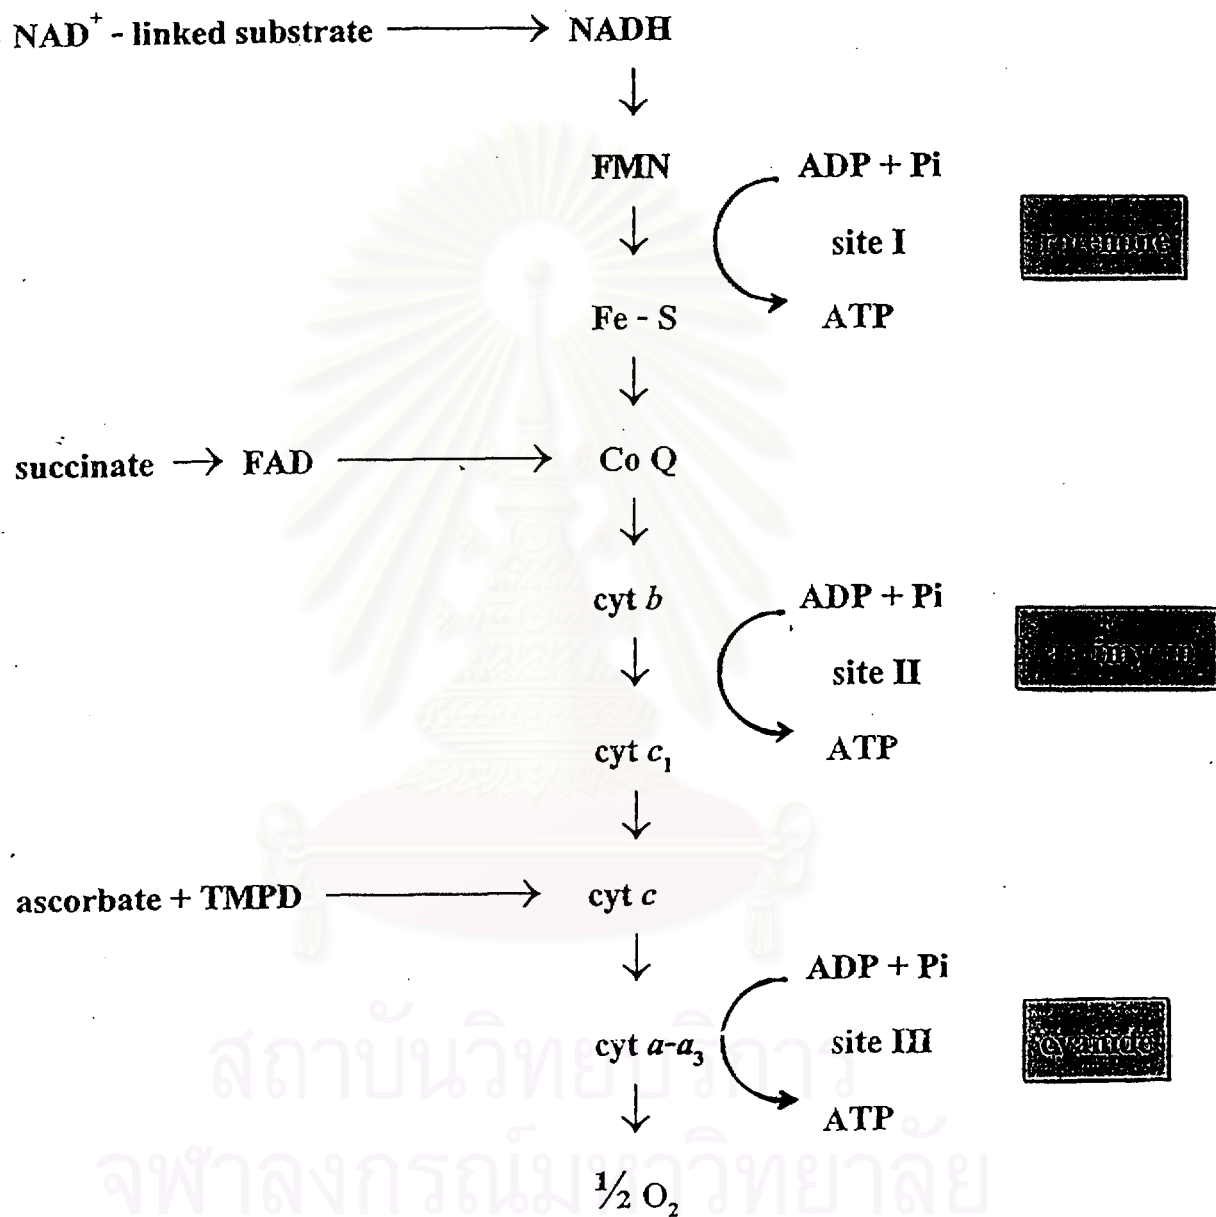 NAD⁺ - linked substrate → NADH
↓
FMN
ADP + Pi
↓
site I
rotenone
Fe - S
ATP
↓
succinate → FAD → Co Q
↓
cyt b
ADP + Pi
↓
site II
antimycin
cyt c₁
ATP
↓
ascorbate + TMPD → cyt c
↓
ADP + Pi
cyt a-a₃
site III
cyanide
↓
ATP
½ O₂
สถาบันวิทยบริการ
จุฬาลงกรณ์มหาวิทยาลัย